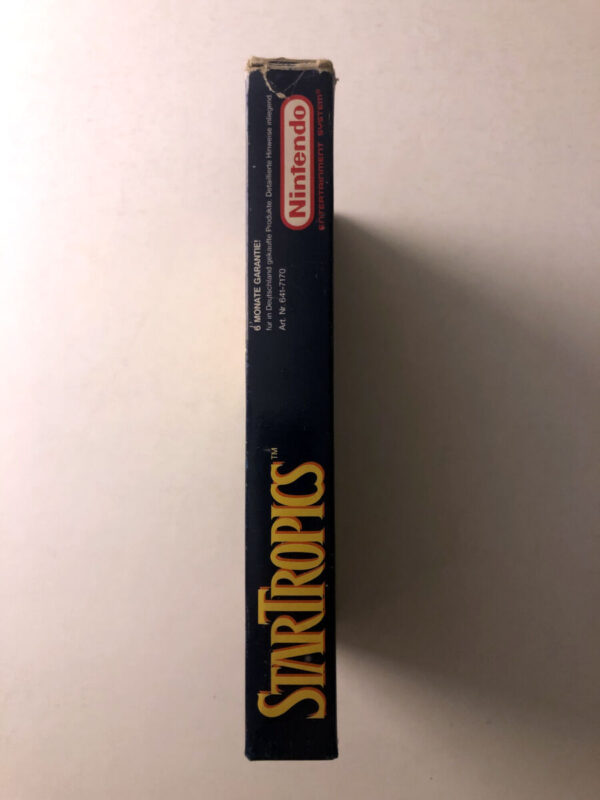 STARTROPICS™
6 MONATE GARANTIE!
für in Deutschland gekaufte Produkte. Detaillierte Hinweise inliegend.
Art. Nr. 641-7170
Nintendo
ENTERTAINMENT SYSTEM®